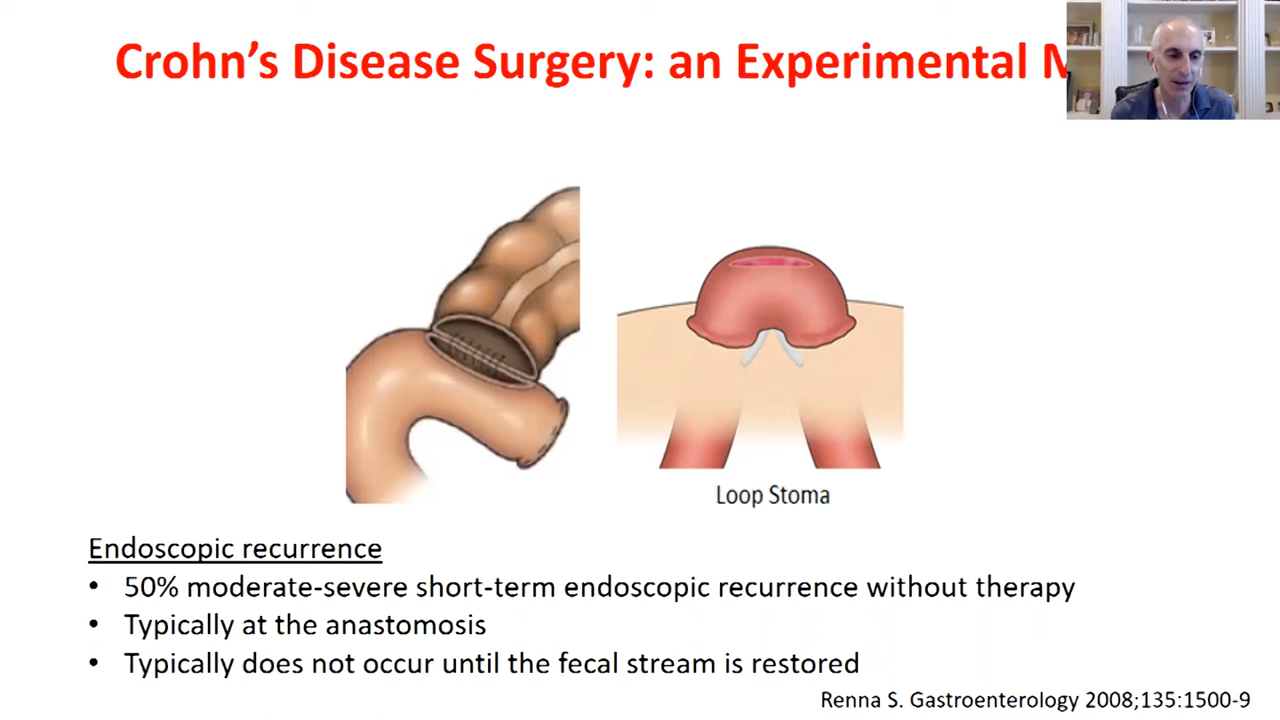 Crohn's Disease Surgery: an Experimental
Loop Stoma
Endoscopic recurrence
• 50% moderate-severe short-term endoscopic recurrence without therapy
• Typically at the anastomosis
• Typically does not occur until the fecal stream is restored
Renna S. Gastroenterology 2008;135:1500-9